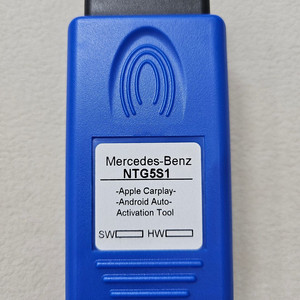 Mercedes-Benz
NTG5S1
-Apple Carplay-
-Android Auto-
Activation Tool
SW HW